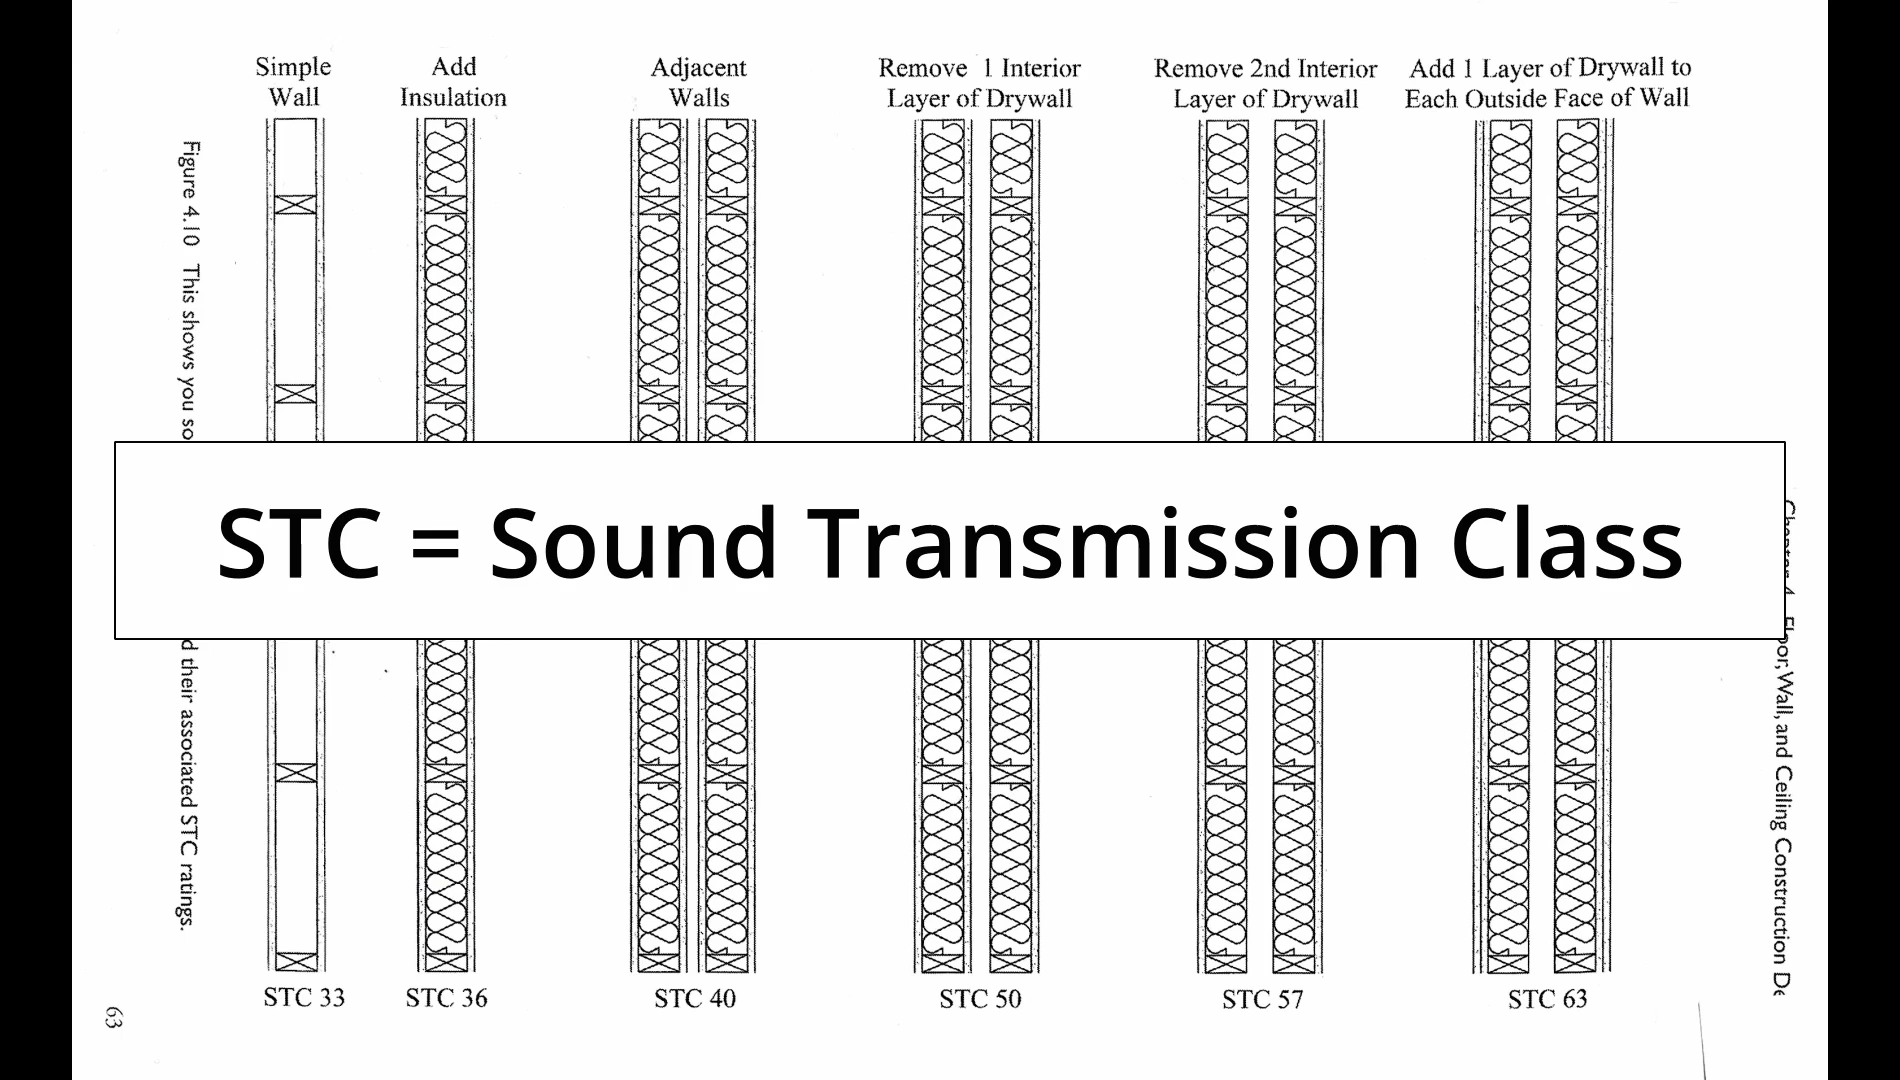 Simple
Wall
Add
Insulation
Adjacent
Walls
Remove 1 Interior
Layer of Drywall
Remove 2nd Interior
Layer of Drywall
Add 1 Layer of Drywall to
Each Outside Face of Wall
STC = Sound Transmission Class
STC 33
STC 36
STC 40
STC 50
STC 57
STC 63
Figure 4.10 This shows you so
their associated STC ratings.
Wall, and Ceiling Construction
63